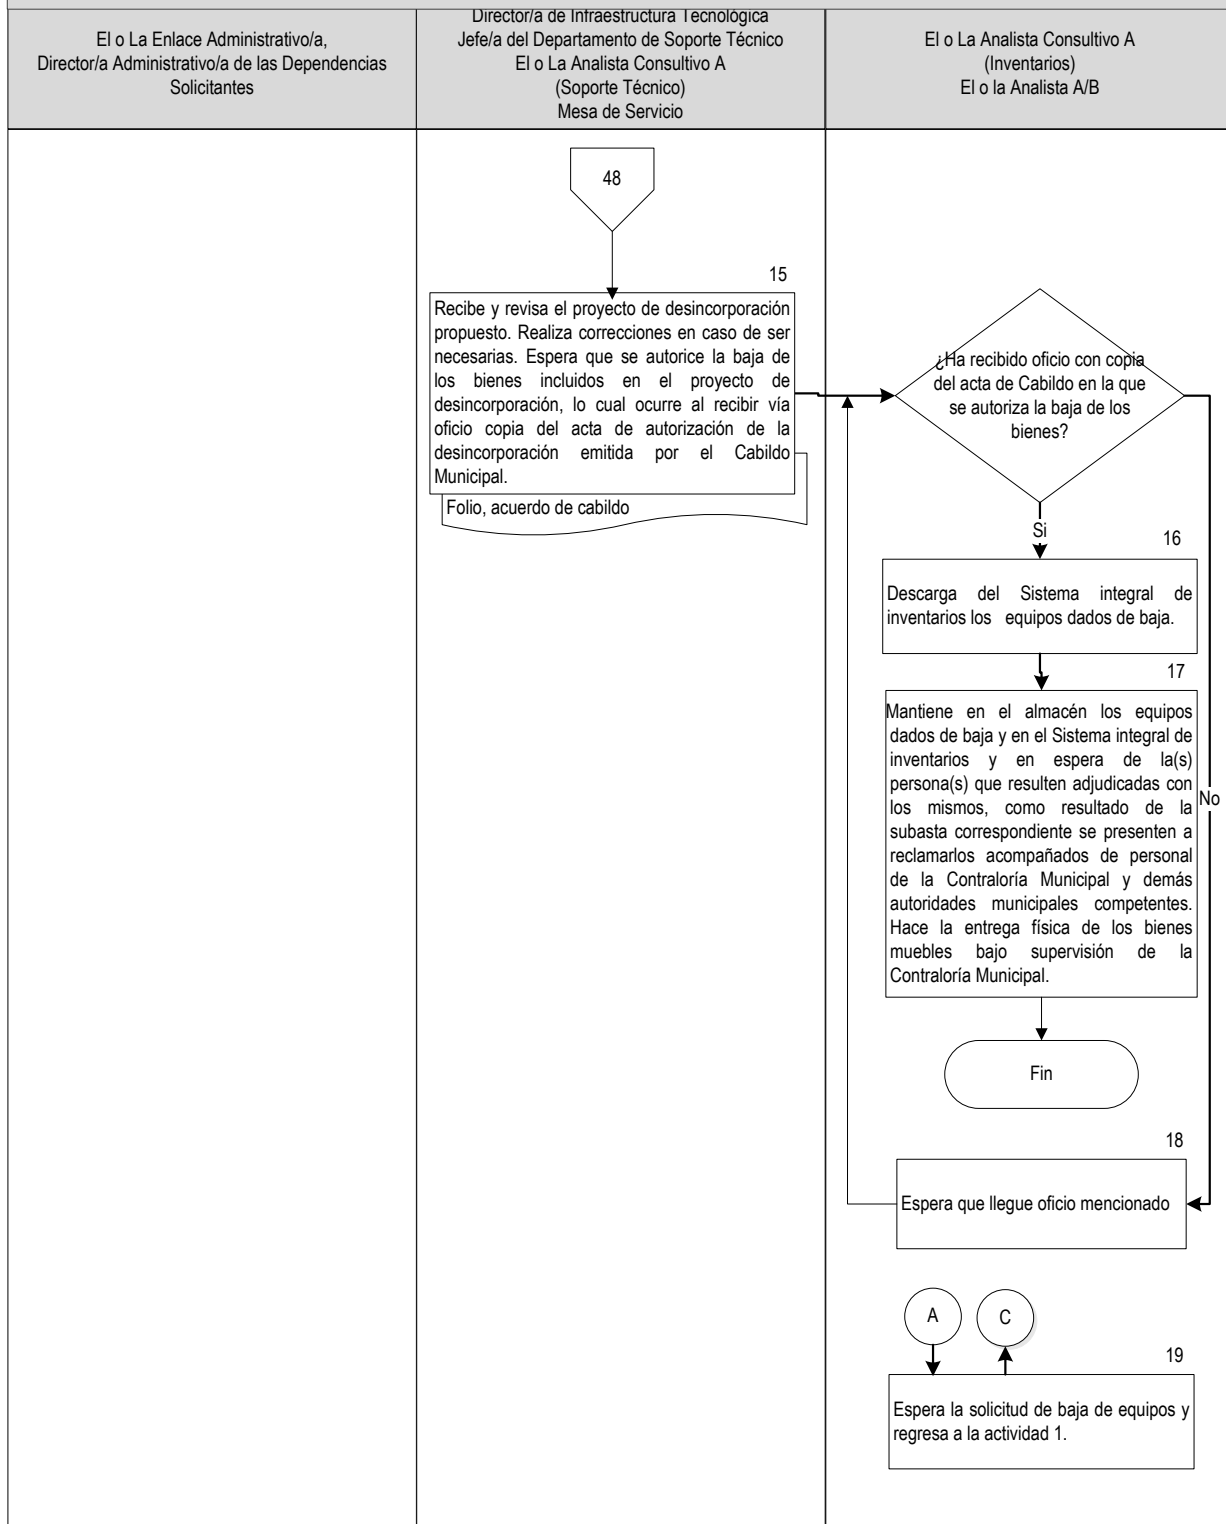 El o La Enlace Administrativo/a,
Director/a Administrativo/a de las Dependencias
Solicitantes
Director/a de Infraestructura Tecnológica
Jefe/a del Departamento de Soporte Técnico
El o La Analista Consultivo A
(Soporte Técnico)
Mesa de Servicio
El o La Analista Consultivo A
(Inventarios)
El o la Analista A/B
48
15
Recibe y revisa el proyecto de desincorporación
propuesto. Realiza correcciones en caso de ser
necesarias. Espera que se autorice la baja de
los bienes incluidos en el proyecto de
desincorporación, lo cual ocurre al recibir vía
oficio copia del acta de autorización de la
desincorporación emitida por el Cabildo
Municipal.
Folio, acuerdo de cabildo
¿Ha recibido oficio con copia
del acta de Cabildo en la que
se autoriza la baja de los
bienes?
Si
16
Descarga del Sistema integral de
inventarios los equipos dados de baja.
17
Mantiene en el almacén los equipos
dados de baja y en el Sistema integral de
inventarios y en espera de la(s)
persona(s) que resulten adjudicadas con
los mismos, como resultado de la
subasta correspondiente se presenten a
reclamarlos acompañados de personal
de la Contraloría Municipal y demás
autoridades municipales competentes.
Hace la entrega física de los bienes
muebles bajo supervisión de la
Contraloría Municipal.
No
Fin
18
Espera que llegue oficio mencionado
A
C
19
Espera la solicitud de baja de equipos y
regresa a la actividad 1.